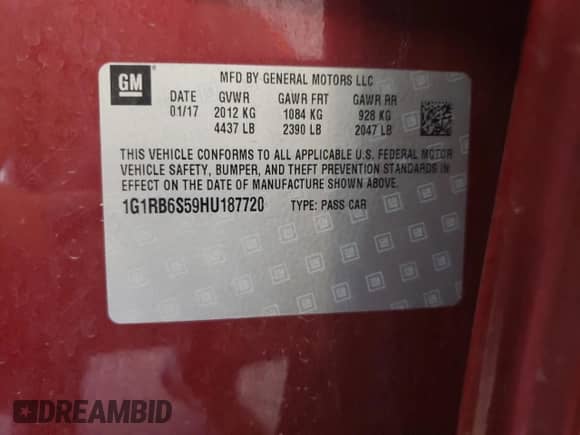 GM ® MFD BY GENERAL MOTORS LLC
DATE GVWR GAWR FRT GAWR RR
01/17 2012 KG 1084 KG 928 KG
4437 LB 2390 LB 2047 LB
THIS VEHICLE CONFORMS TO ALL APPLICABLE U.S. FEDERAL MOTOR
VEHICLE SAFETY, BUMPER, AND THEFT PREVENTION STANDARDS IN
EFFECT ON THE DATE OF MANUFACTURE SHOWN ABOVE.
1G1RB6S59HU187720 TYPE: PASS CAR
DREAMBID